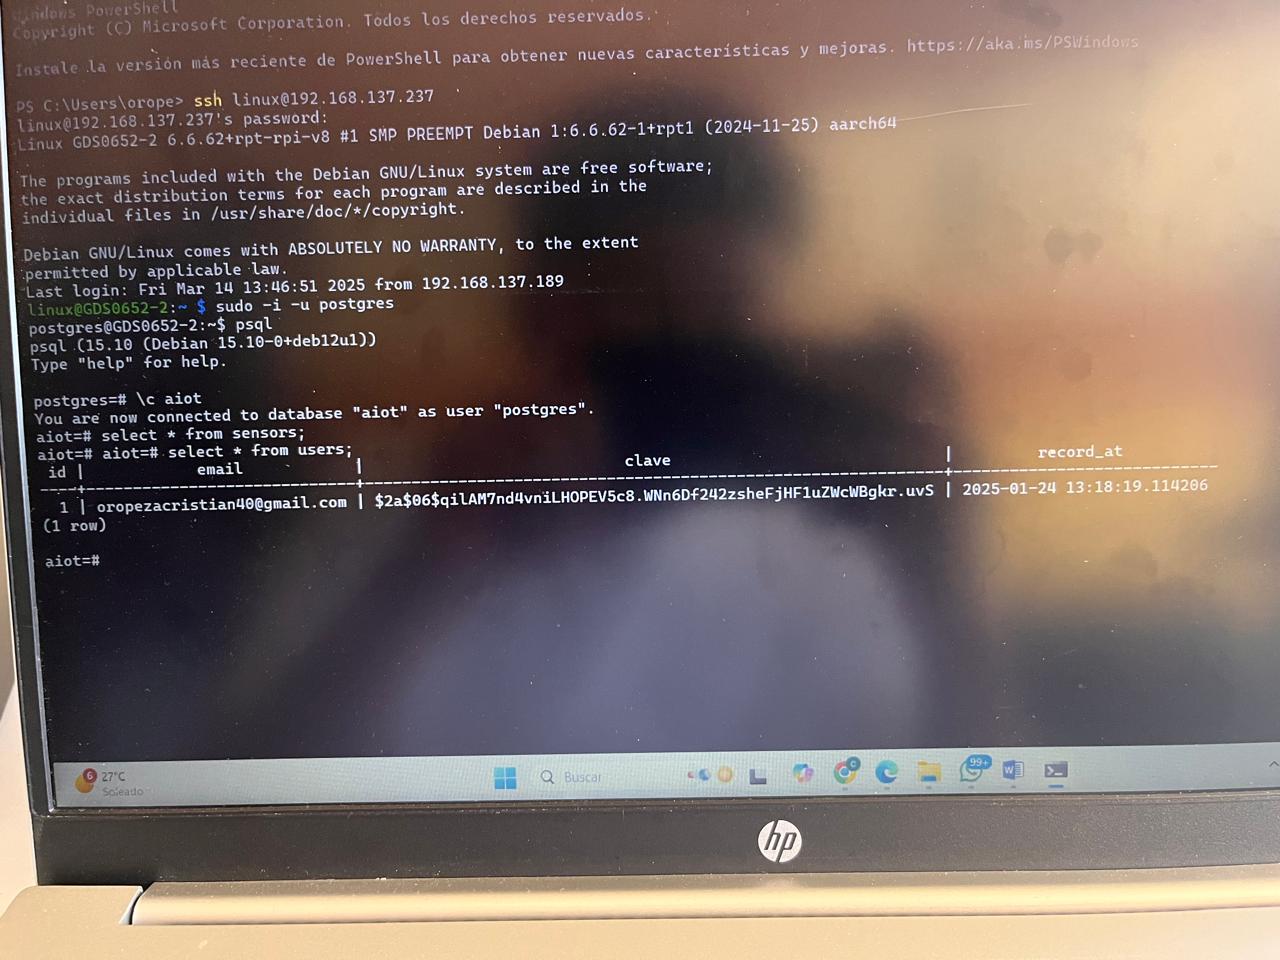 Windows PowerShell
Copyright (C) Microsoft Corporation. Todos los derechos reservados.
Instale la versión más reciente de PowerShell para obtener nuevas características y mejoras. https://aka.ms/PSWindows
PS C:\Users\orope> ssh linux@192.168.137.237
linux@192.168.137.237's password:
Linux GDS0652-2 6.6.62+rpt-rpi-v8 #1 SMP PREEMPT Debian 1:6.6.62-1+rpt1 (2024-11-25) aarch64
The programs included with the Debian GNU/Linux system are free software;
the exact distribution terms for each program are described in the
individual files in /usr/share/doc/*/copyright.
Debian GNU/Linux comes with ABSOLUTELY NO WARRANTY, to the extent
permitted by applicable law.
Last login: Fri Mar 14 13:46:51 2025 from 192.168.137.189
linux@GDS0652-2:~ $ sudo -i -u postgres
postgres@GDS0652-2:~$ psql
psql (15.10 (Debian 15.10-0+deb12u1))
Type "help" for help.
postgres=# \c aiot
You are now connected to database "aiot" as user "postgres".
aiot=# select * from sensors;
aiot=# aiot=# select * from users;
id | email | clave | record_at
----+---------------------------+--------------------------------------------------------------+----------------------------
1 | oropezacristian40@gmail.com | $2a$06$qilAM7nd4vniLHOPEV5c8.WNn6Df242zsheFjHF1uZWcWBgkr.uvS | 2025-01-24 13:18:19.114206
(1 row)
aiot=#
6
27°C
Soleado
Buscar
C
99+
W
hp